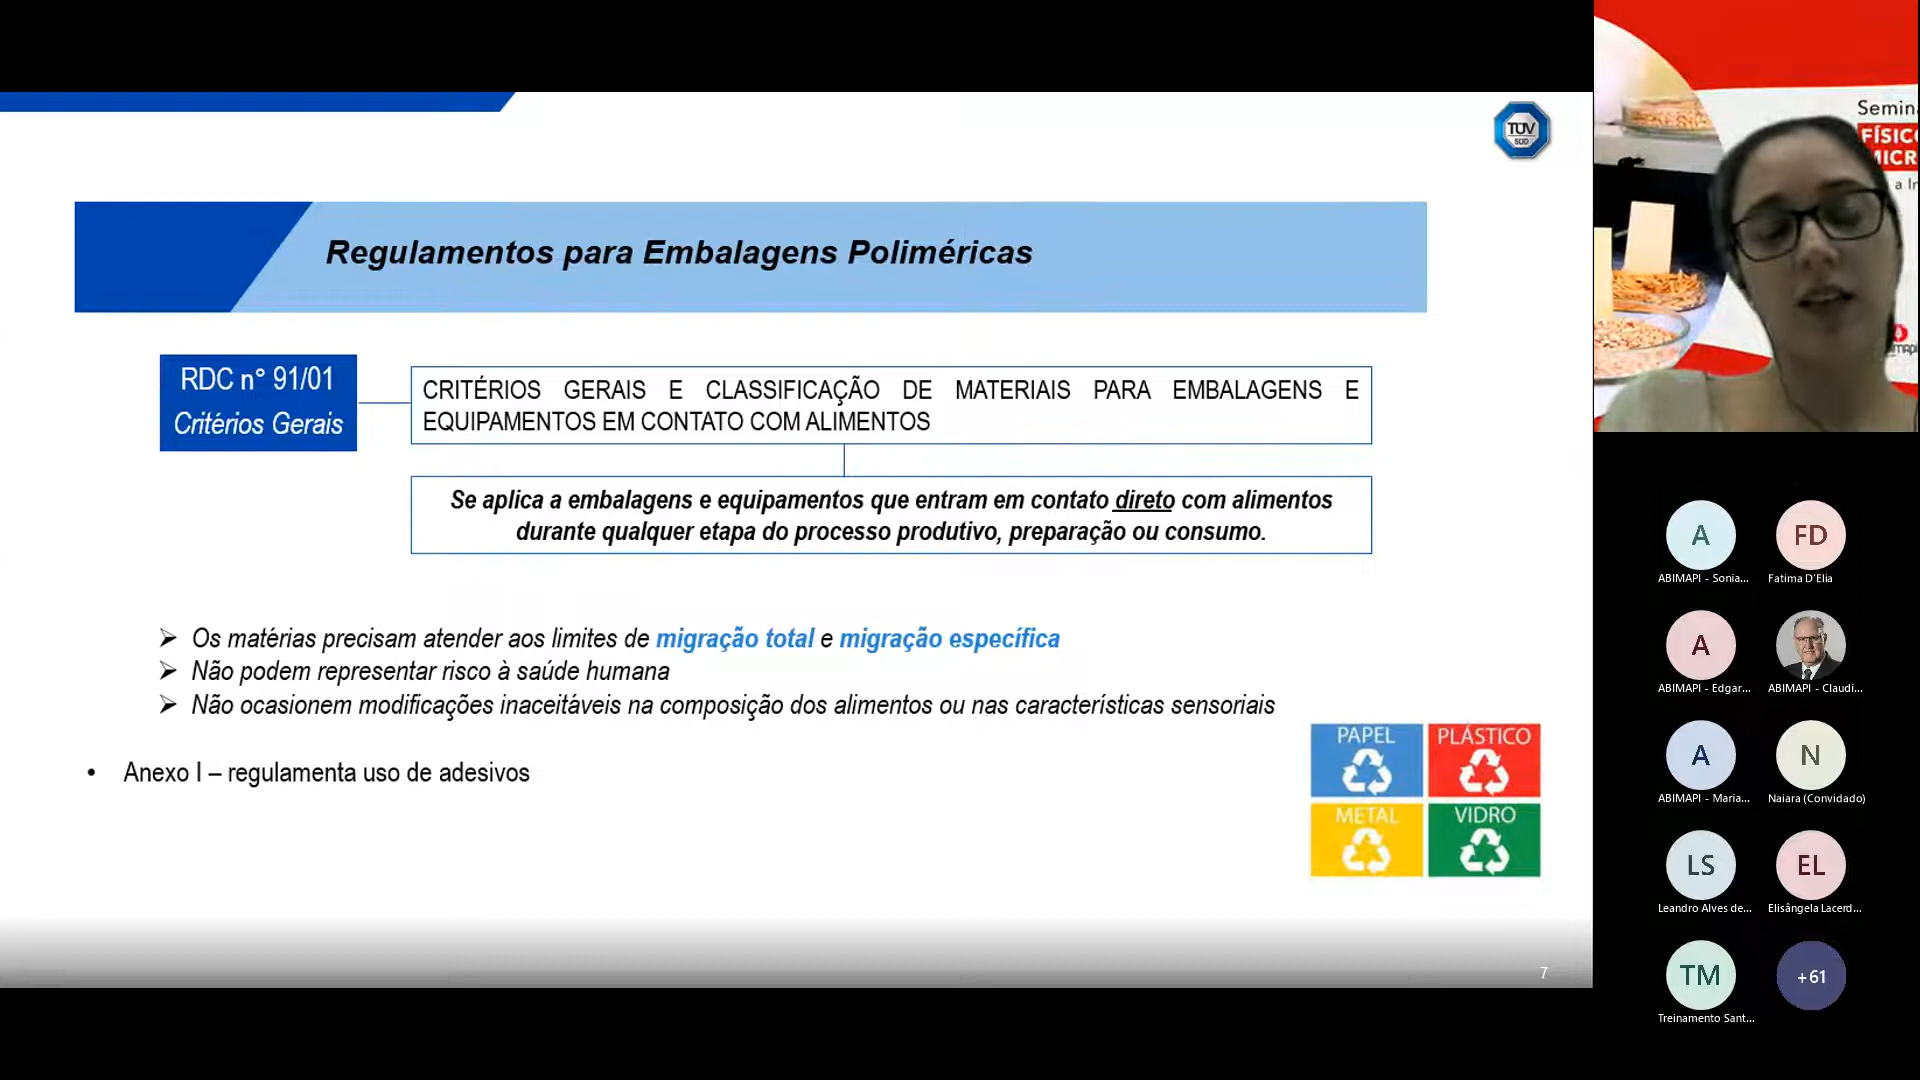 TÜV
SÜD
Regulamentos para Embalagens Poliméricas
RDC n° 91/01
Critérios Gerais
CRITÉRIOS GERAIS E CLASSIFICAÇÃO DE MATERIAIS PARA EMBALAGENS E
EQUIPAMENTOS EM CONTATO COM ALIMENTOS
Se aplica a embalagens e equipamentos que entram em contato direto com alimentos
durante qualquer etapa do processo produtivo, preparação ou consumo.
➢ Os matérias precisam atender aos limites de migração total e migração específica
➢ Não podem representar risco à saúde humana
➢ Não ocasionem modificações inaceitáveis na composição dos alimentos ou nas características sensoriais
• Anexo I – regulamenta uso de adesivos
PAPEL
PLÁSTICO
METAL
VIDRO
7
Semin
FÍSICO
MICR
a In
A
ABIMAPI - Sonia...
FD
Fatima D'Elia
A
ABIMAPI - Edgar...
ABIMAPI - Claudi...
A
ABIMAPI - Maria...
N
Naiara (Convidado)
LS
Leandro Alves de...
EL
Elisângela Lacerd...
TM
Treinamento Sant...
+61